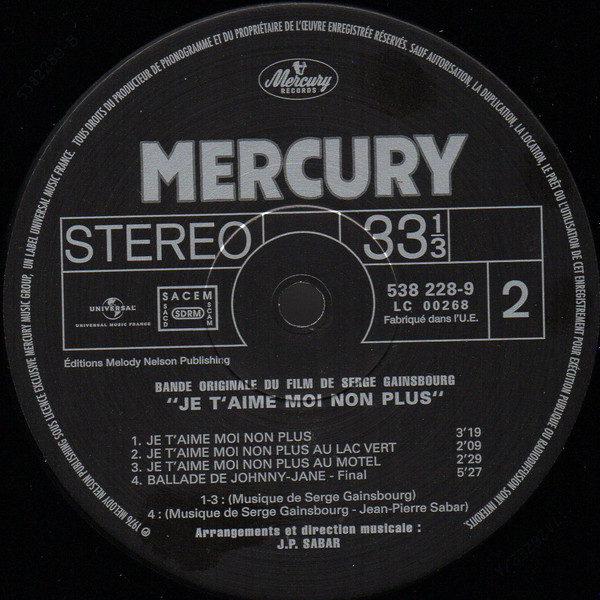 TOUS DROITS DU PRODUCTEUR DE PHONOGRAMME ET DU PROPRIÉTAIRE DE L'ŒUVRE ENREGISTRÉE RÉSERVÉS. SAUF AUTORISATION, LA DUPLICATION, LA LOCATION, LE PRÊT OU L'UTILISATION DE CET ENREGISTREMENT POUR EXÉCUTION PUBLIQUE OU RADIODIFFUSION SONT INTERDITS.
℗ 1976 MELODY NELSON PUBLISHING SOUS LICENCE EXCLUSIVE MERCURY MUSIC GROUP, UN LABEL UNIVERSAL MUSIC FRANCE.
Mercury
RECORDS
MERCURY
STEREO 33 1/3
UNIVERSAL
UNIVERSAL MUSIC FRANCE
SACEM
SACD
SDRM
SCAM
538 228-9
LC 00268
Fabriqué dans l'U.E.
2
Éditions Melody Nelson Publishing
BANDE ORIGINALE DU FILM DE SERGE GAINSBOURG
"JE T'AIME MOI NON PLUS"
1. JE T'AIME MOI NON PLUS 3'19
2. JE T'AIME MOI NON PLUS AU LAC VERT 2'09
3. JE T'AIME MOI NON PLUS AU MOTEL 2'29
4. BALLADE DE JOHNNY-JANE - Final 5'27
1-3 : (Musique de Serge Gainsbourg)
4 : (Musique de Serge Gainsbourg - Jean-Pierre Sabar)
Arrangements et direction musicale :
J.P. SABAR